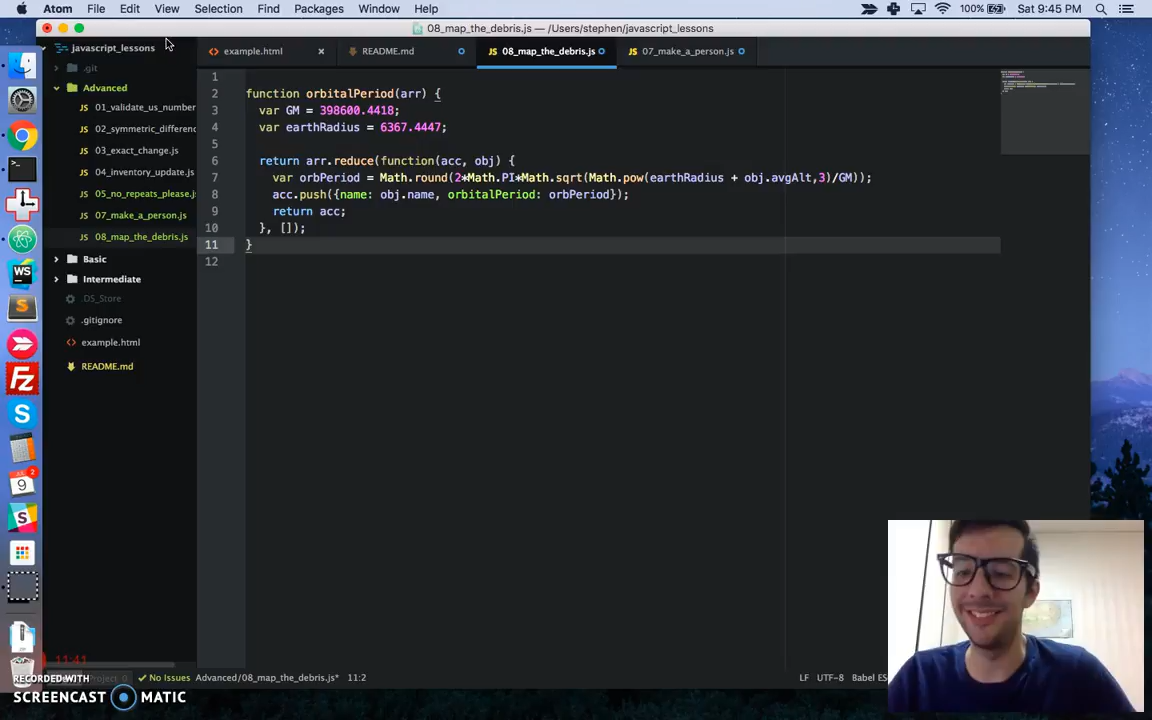 Atom File Edit View Selection Find Packages Window Help 100% Sat 9:45 PM
08_map_the_debris.js — /Users/stephen/javascript_lessons
javascript_lessons
example.html
README.md
08_map_the_debris.js
07_make_a_person.js
.git
Advanced
01_validate_us_number
02_symmetric_differenc
03_exact_change.js
04_inventory_update.js
05_no_repeats_please.j
07_make_a_person.js
08_map_the_debris.js
Basic
Intermediate
.DS_Store
.gitignore
example.html
README.md
1
2 function orbitalPeriod(arr) {
3 var GM = 398600.4418;
4 var earthRadius = 6367.4447;
5
6 return arr.reduce(function(acc, obj) {
7 var orbPeriod = Math.round(2*Math.PI*Math.sqrt(Math.pow(earthRadius + obj.avgAlt,3)/GM));
8 acc.push({name: obj.name, orbitalPeriod: orbPeriod});
9 return acc;
10 }, []);
11 }
12
11:41
Project 0 No Issues Advanced/08_map_the_debris.js* 11:2 LF UTF-8 Babel ES
RECORDED WITH
SCREENCAST MATIC